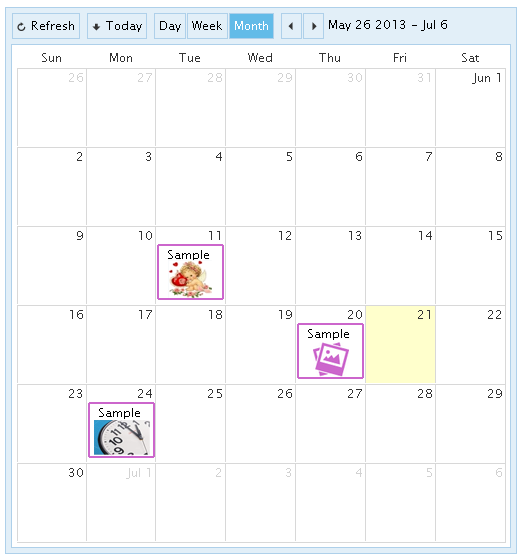 Refresh Today Day Week Month May 26 2013 - Jul 6
Sun Mon Tue Wed Thu Fri Sat
26 27 28 29 30 31 Jun 1
2 3 4 5 6 7 8
9 10 11 12 13 14 15
Sample
16 17 18 19 20 21 22
Sample
23 24 25 26 27 28 29
Sample
30 Jul 1 2 3 4 5 6